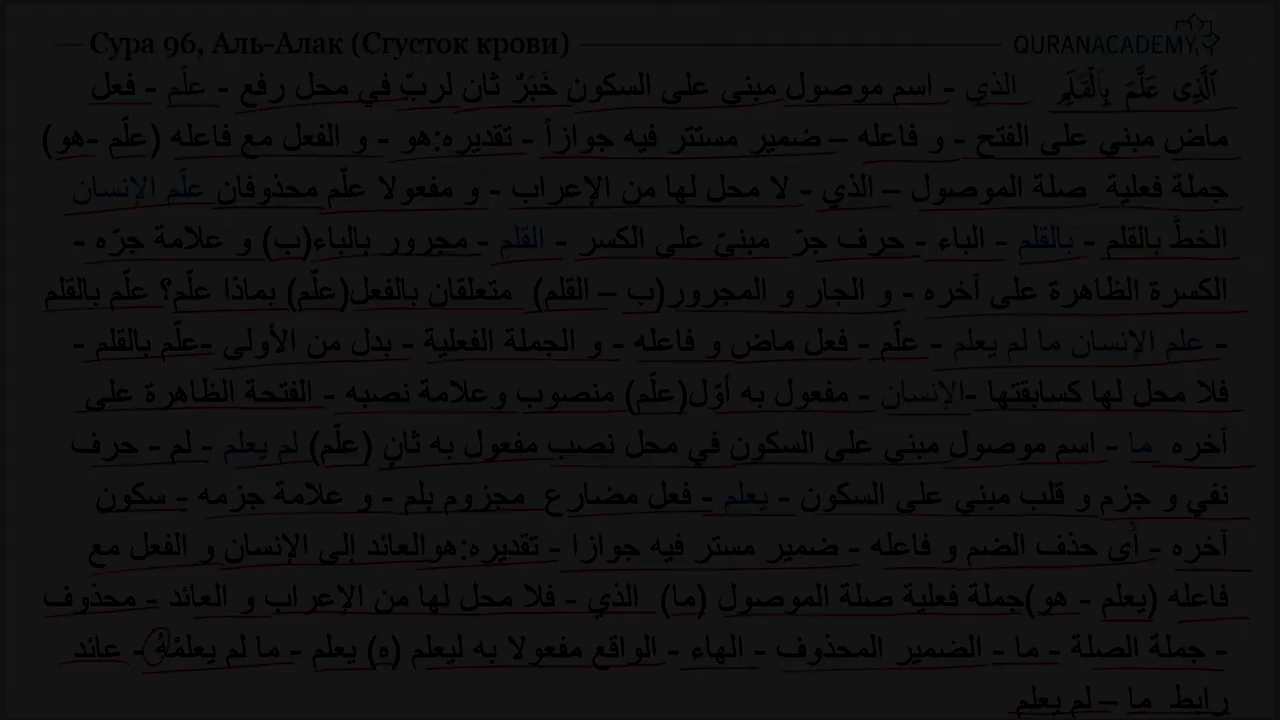 Сура 96, Аль-Алак (Сгусток крови)
QURANACADEMY
ٱلَّذِى عَلَّمَ بِٱلْقَلَمِ الذي - اسم موصول مبني على السكون خَبَرٌ ثان لربّ في محل رفع - علّم - فعل
ماض مبني على الفتح - و فاعله – ضمير مستتر فيه جوازاً - تقديره:هو - و الفعل مع فاعله (علّم -هو)
جملة فعلية صلة الموصول – الذي - لا محل لها من الإعراب - و مفعولا علّم محذوفان علّم الإنسان
الخطَّ بالقلم - بالقلم - الباء - حرف جرّ مبنيّ على الكسر - القلمِ - مجرور بالباء(ب) و علامة جرّه -
الكسرة الظاهرة على آخره - و الجار و المجرور(ب – القلم) متعلقان بالفعل(علّم) بماذا علّم؟ علّم بالقلم
- علم الإنسان ما لم يعلم - علّم - فعل ماض و فاعله - و الجملة الفعلية - بدل من الأولى -علّم بالقلم -
فلا محل لها كسابقتها -الإنسان - مفعول به أوّل(علّم) منصوب وعلامة نصبه - الفتحة الظاهرة على
آخره ما - اسم موصول مبني على السكون في محل نصب مفعول به ثانٍ (علّم) لم يعلم - لم - حرف
نفي و جزم و قلب مبني على السكون - يعلم - فعل مضارع مجزوم بلم - و علامة جزمه - سكون
آخره - أى حذف الضم و فاعله - ضمير مستر فيه جوازا - تقديره:هوالعائد إلى الإنسان و الفعل مع
فاعله (يعلم - هو)جملة فعلية صلة الموصول (ما) الذي - فلا محل لها من الإعراب و العائد - محذوف
- جملة الصلة - ما - الضمير المحذوف - الهاء - الواقع مفعولا به ليعلم (ه) يعلم - ما لم يعلمْهُ - عائد
رابط ما – لم يعلم